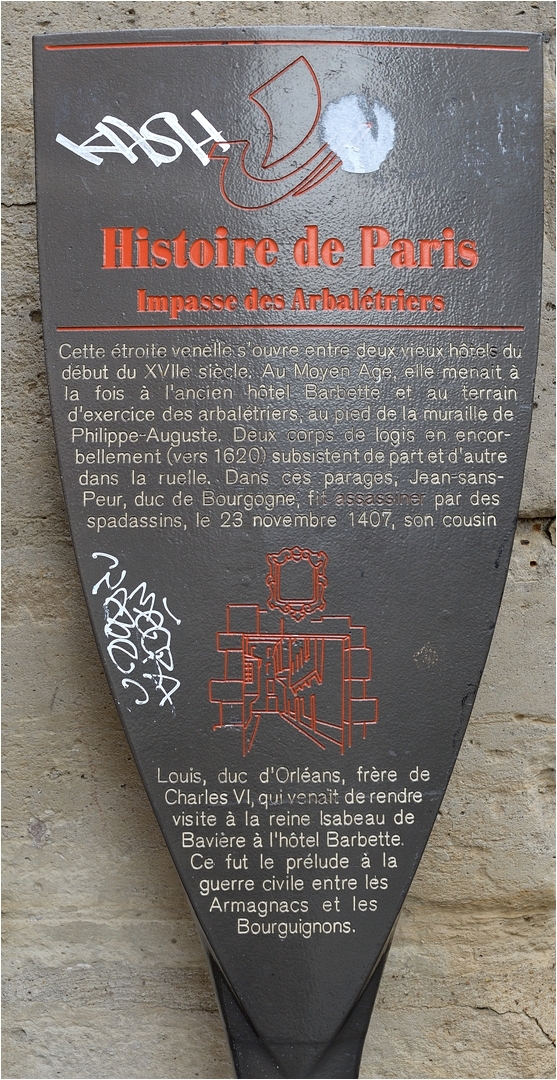 KASH
Histoire de Paris
Impasse des Arbalétriers
Cette étroite venelle s'ouvre entre deux vieux hôtels du
début du XVIIe siècle. Au Moyen Age, elle menait à
la fois à l'ancien hôtel Barbette et au terrain
d'exercice des arbalétriers, au pied de la muraille de
Philippe-Auguste. Deux corps de logis en encor-
bellement (vers 1620) subsistent de part et d'autre
dans la ruelle. Dans ces parages, Jean-sans-
Peur, duc de Bourgogne, fit assassiner par des
spadassins, le 23 novembre 1407, son cousin
Louis, duc d'Orléans, frère de
Charles VI, qui venait de rendre
visite à la reine Isabeau de
Bavière à l'hôtel Barbette.
Ce fut le prélude à la
guerre civile entre les
Armagnacs et les
Bourguignons.